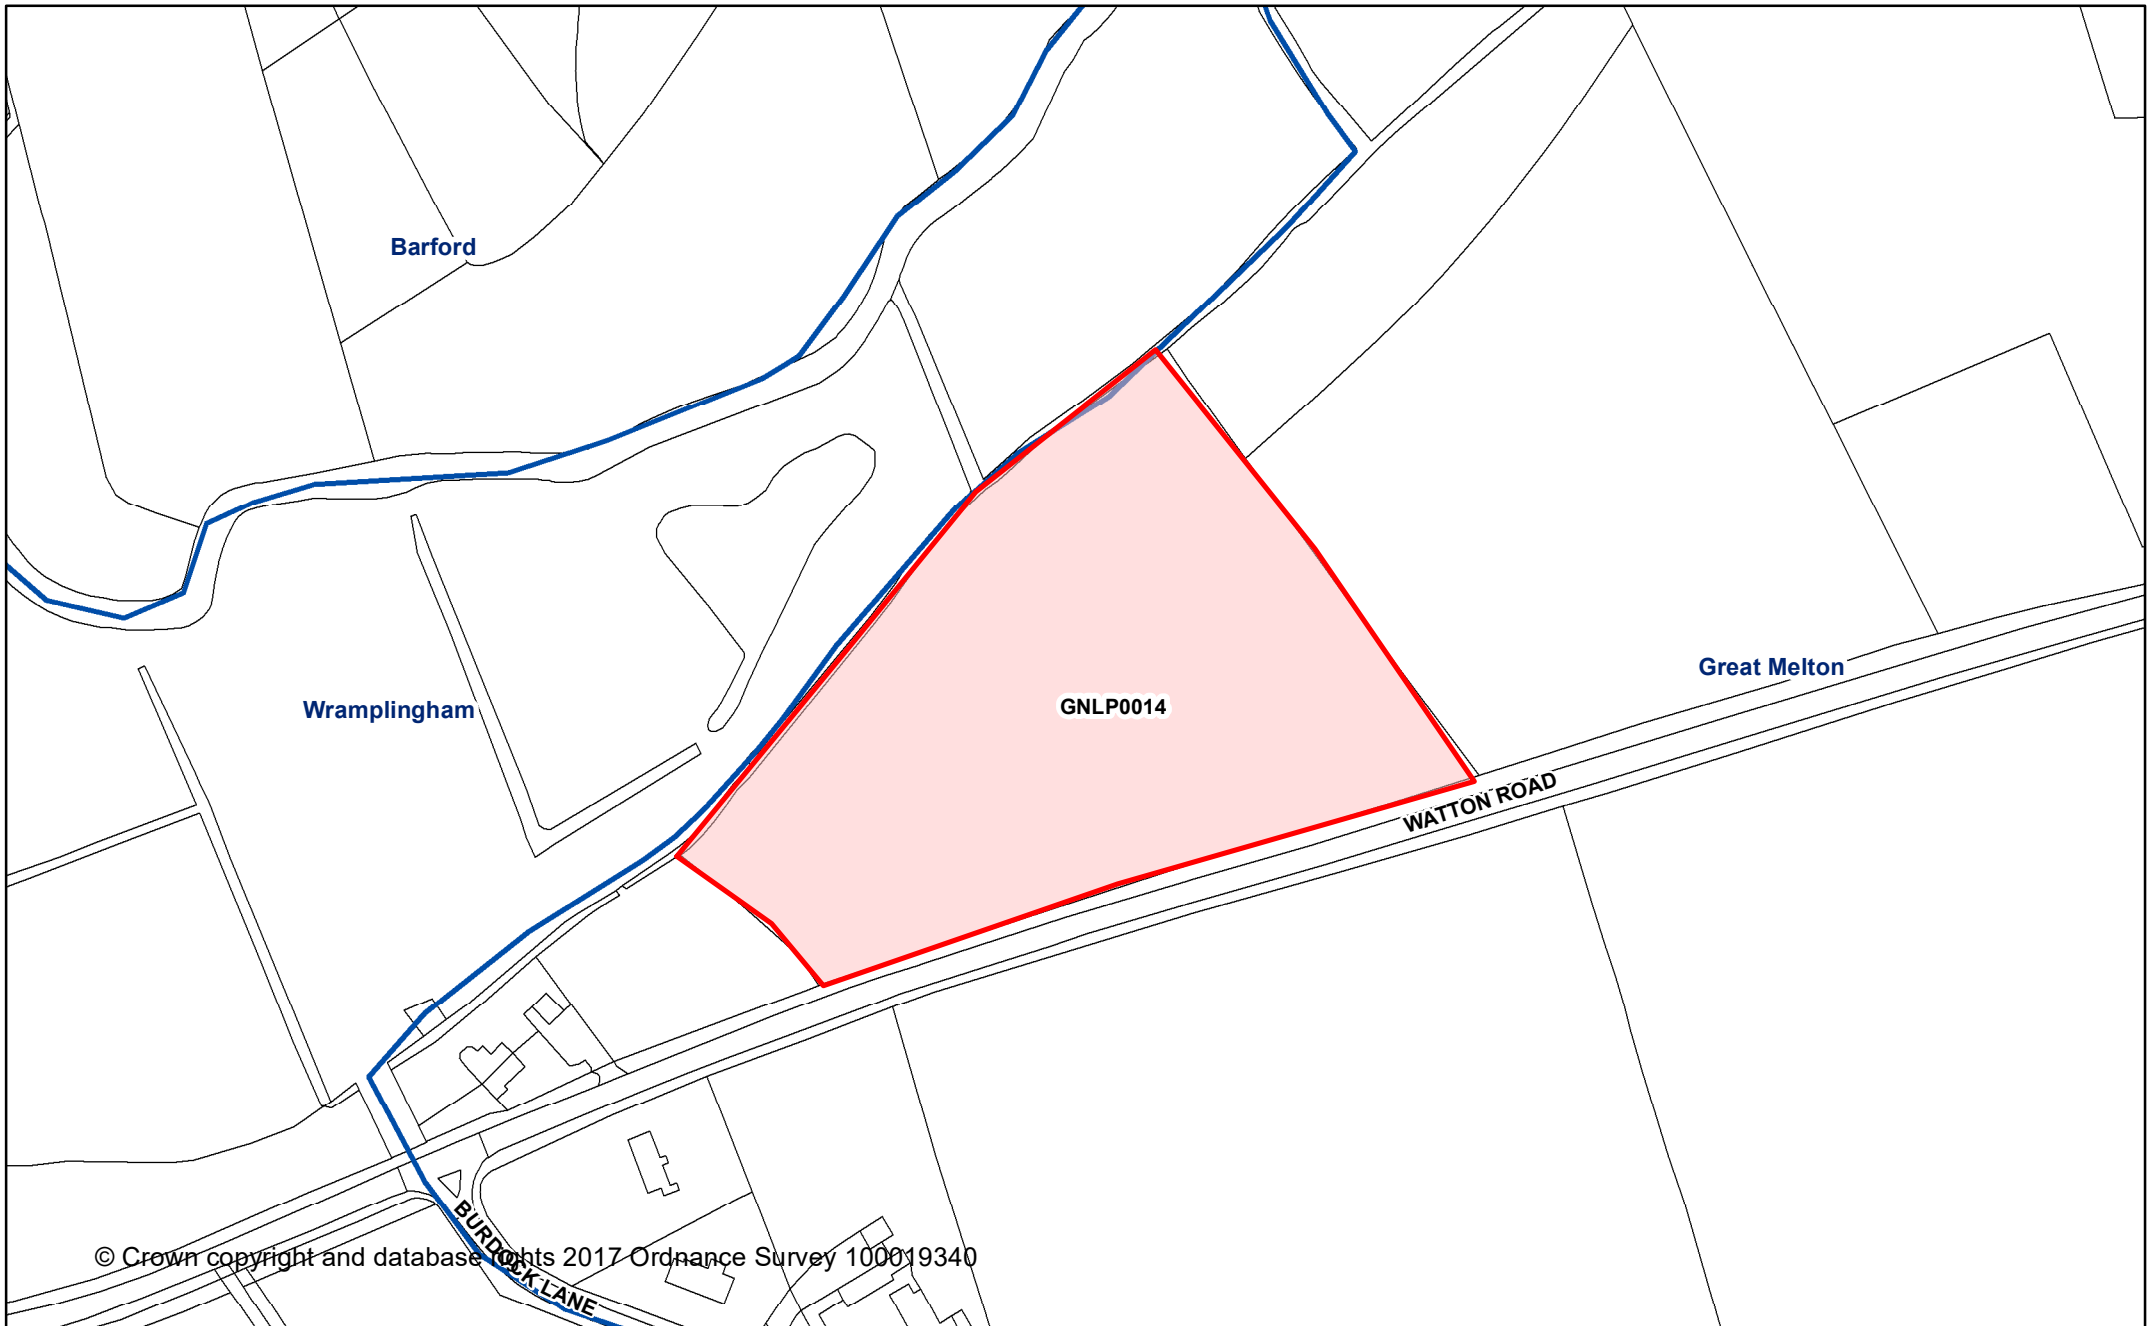 Barford
Great Melton
GNLP0014
Wramplingham
WATTON ROAD
BURDOCK LANE
© Crown copyright and database rights 2017 Ordnance Survey 100019340